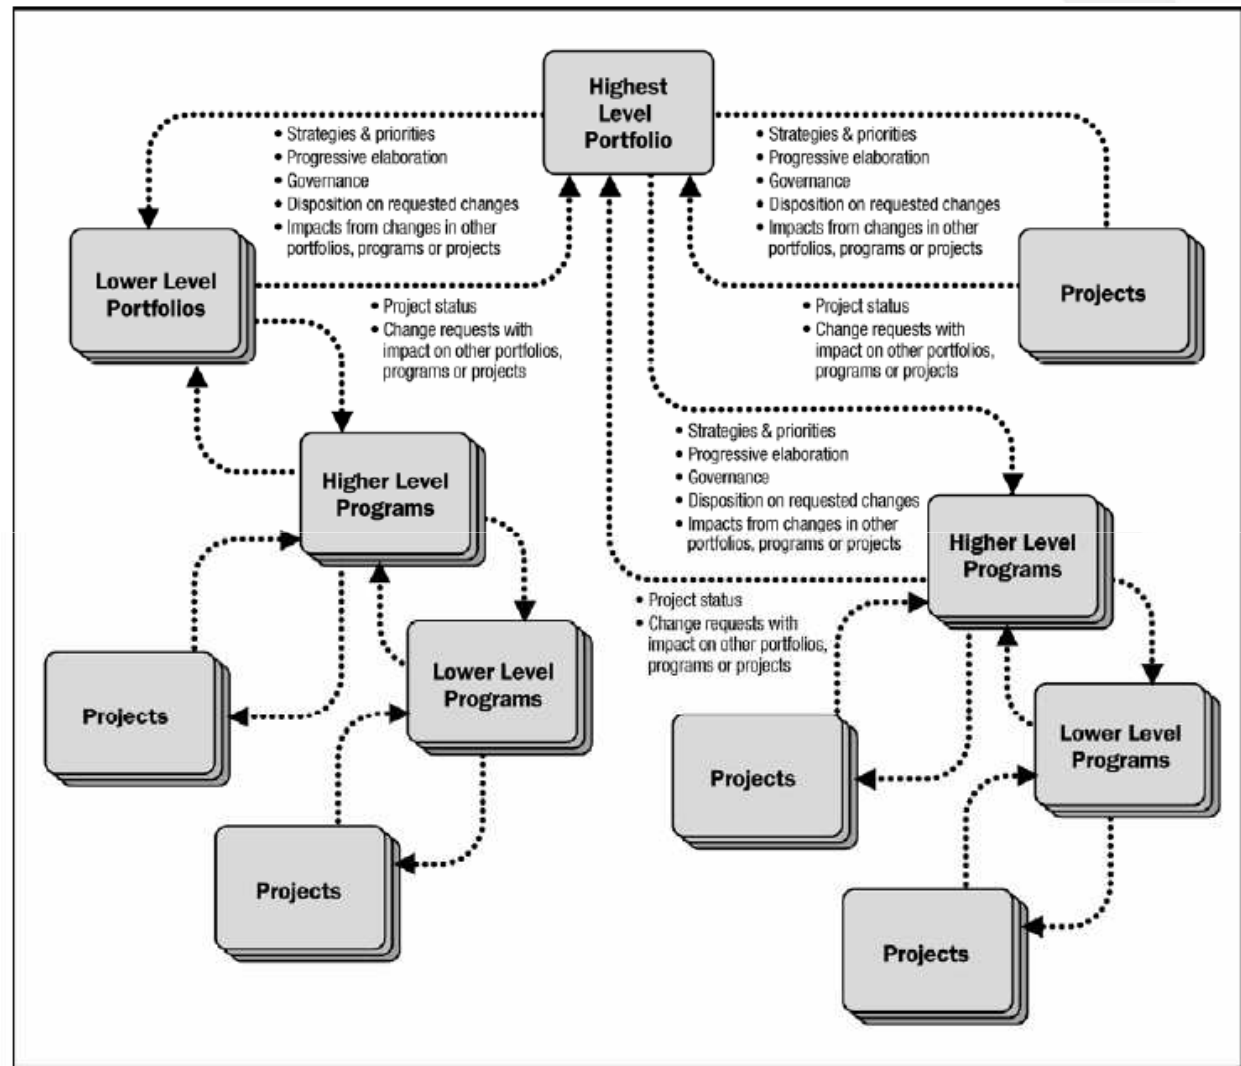 Highest
Level
Portfolio
• Strategies & priorities
• Progressive elaboration
• Governance
• Disposition on requested changes
• Impacts from changes in other
portfolios, programs or projects
• Strategies & priorities
• Progressive elaboration
• Governance
• Disposition on requested changes
• Impacts from changes in other
portfolios, programs or projects
Lower Level
Portfolios
Projects
• Project status
• Change requests with
impact on other portfolios,
programs or projects
• Project status
• Change requests with
impact on other portfolios,
programs or projects
• Strategies & priorities
• Progressive elaboration
• Governance
• Disposition on requested changes
• Impacts from changes in other
portfolios, programs or projects
Higher Level
Programs
Higher Level
Programs
• Project status
• Change requests with
impact on other portfolios,
programs or projects
Lower Level
Programs
Projects
Lower Level
Programs
Projects
Projects
Projects